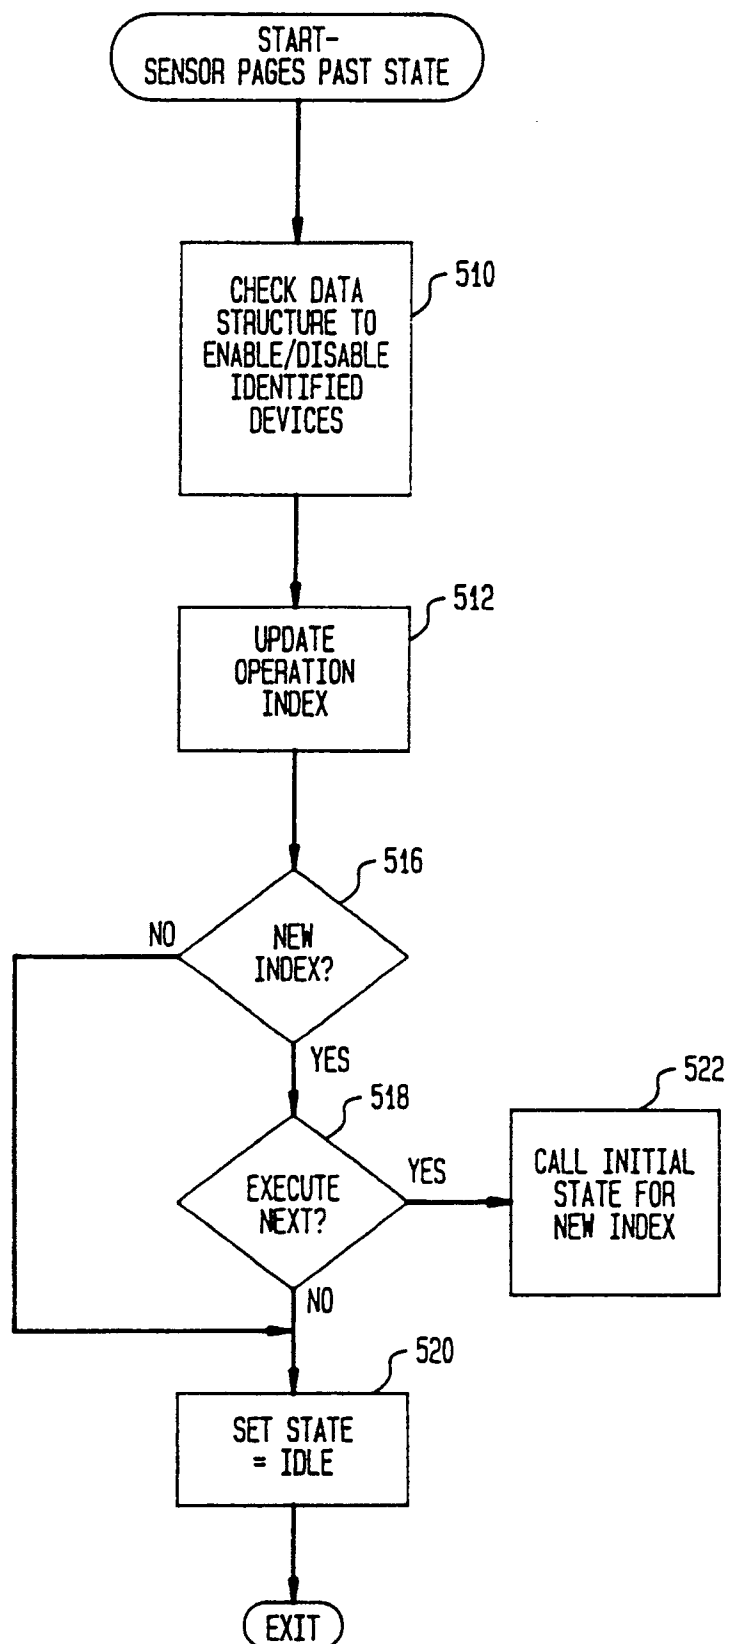 START-
SENSOR PAGES PAST STATE
CHECK DATA
STRUCTURE TO
ENABLE/DISABLE
IDENTIFIED
DEVICES
510
UPDATE
OPERATION
INDEX
512
NEW
INDEX?
516
NO
YES
EXECUTE
NEXT?
518
YES
CALL INITIAL
STATE FOR
NEW INDEX
522
NO
SET STATE
= IDLE
520
EXIT